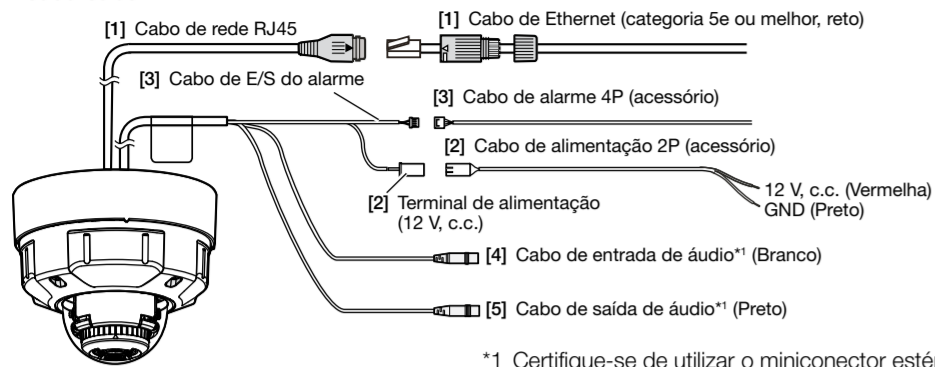 [1] Cabo de rede RJ45
[1] Cabo de Ethernet (categoria 5e ou melhor, reto)
[3] Cabo de E/S do alarme
[3] Cabo de alarme 4P (acessório)
[2] Cabo de alimentação 2P (acessório)
12 V, c.c. (Vermelha)
GND (Preto)
[2] Terminal de alimentação
(12 V, c.c.)
[4] Cabo de entrada de áudio*1 (Branco)
[5] Cabo de saída de áudio*1 (Preto)
*1 Certifique-se de utilizar o miniconector